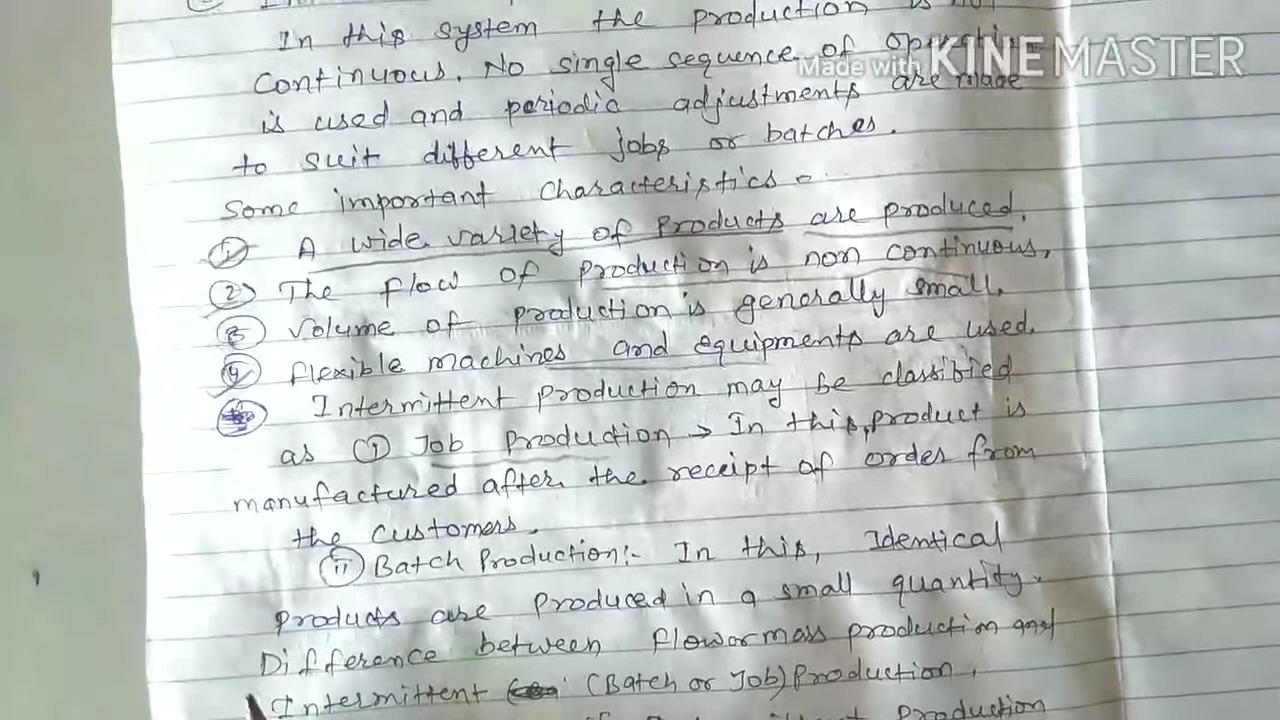 In this system the production is not
Made with KINEMASTER
Continuous. No single sequence of
is used and periodic adjustments are made
to suit different jobs or batches.
Some important characteristics
① A wide variety of Products are produced.
② The flow of production is non continuous,
③ Volume of production is generally small.
④ flexible machines and equipments are used.
Intermittent production may be classified
as ① Job Production → In this, product is
manufactured after the receipt of order from
the Customers.
ⅱ Batch Production:- In this, Identical
Products are Produced in a small quantity.
Difference between flow or mass production and
Intermittent (Batch or Job) Production.
Production